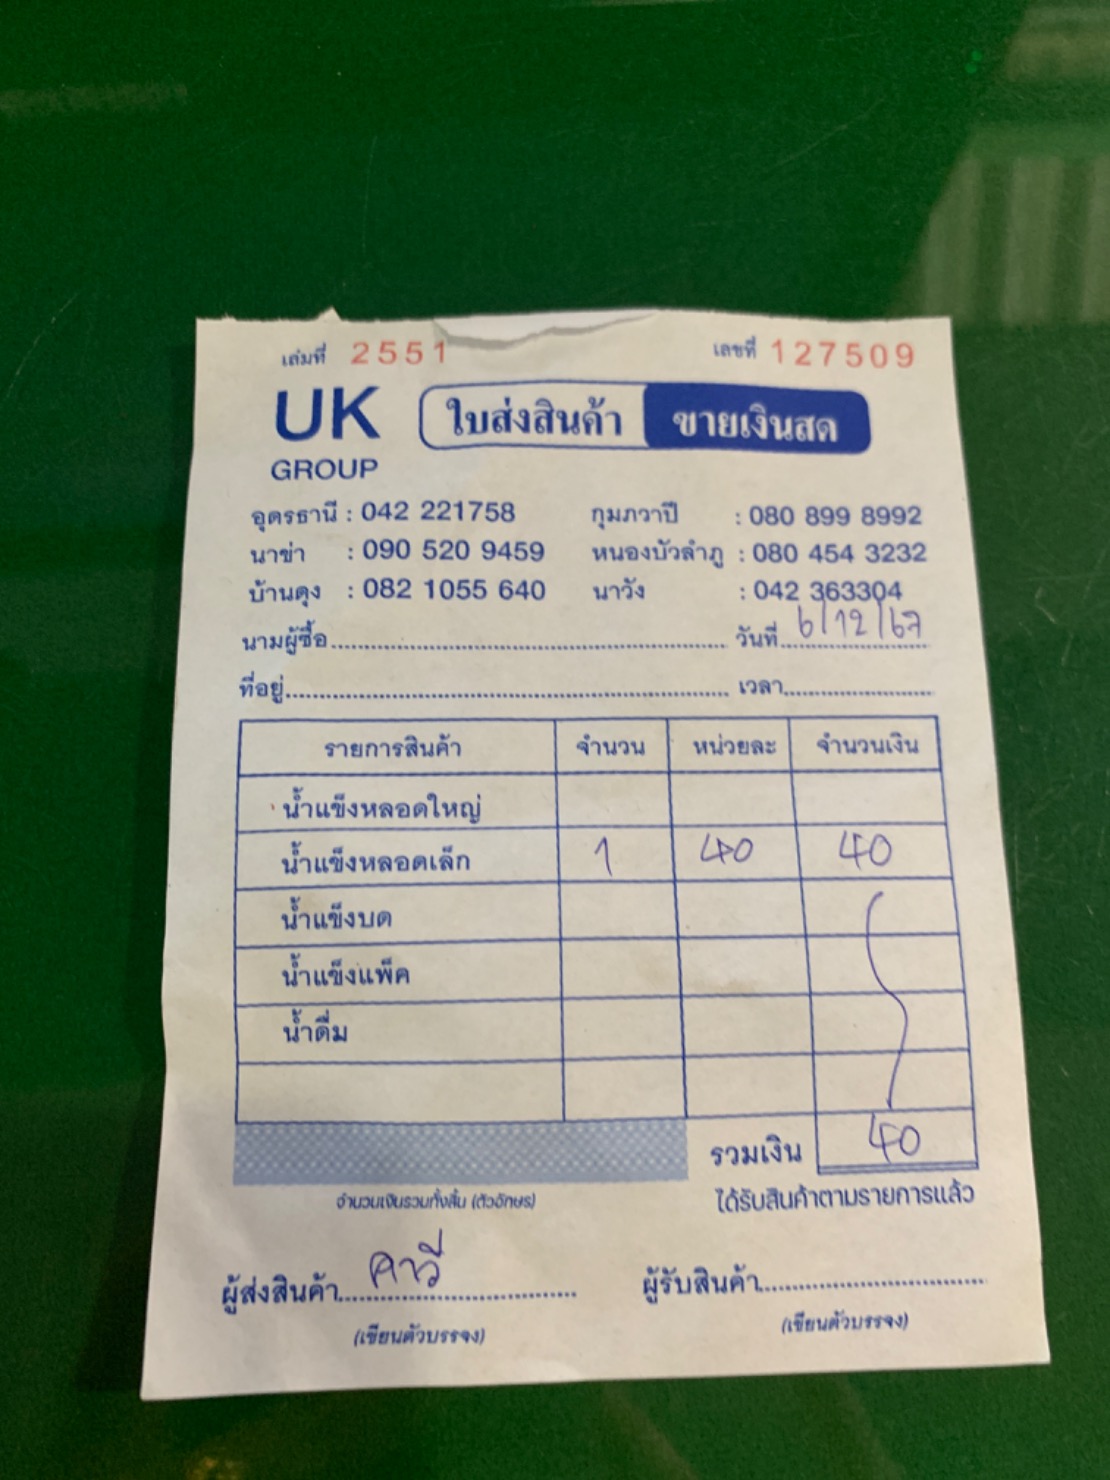 เล่มที่ 2551 เลขที่ 127509
UK GROUP ใบส่งสินค้า ขายเงินสด
อุดรธานี : 042 221758 กุมภวาปี : 080 899 8992
นาข่า : 090 520 9459 หนองบัวลำภู : 080 454 3232
บ้านดุง : 082 1055 640 นาวัง : 042 363304
นามผู้ซื้อ วันที่ 6/12/67
ที่อยู่ เวลา
รายการสินค้า จำนวน หน่วยละ จำนวนเงิน
น้ำแข็งหลอดใหญ่
น้ำแข็งหลอดเล็ก 1 40 40
น้ำแข็งบด
น้ำแข็งแพ็ค
น้ำดื่ม
รวมเงิน 40
จำนวนเงินรวมทั้งสิ้น (ตัวอักษร) ได้รับสินค้าตามรายการแล้ว
ผู้ส่งสินค้า คาวี ผู้รับสินค้า
(เขียนตัวบรรจง) (เขียนตัวบรรจง)